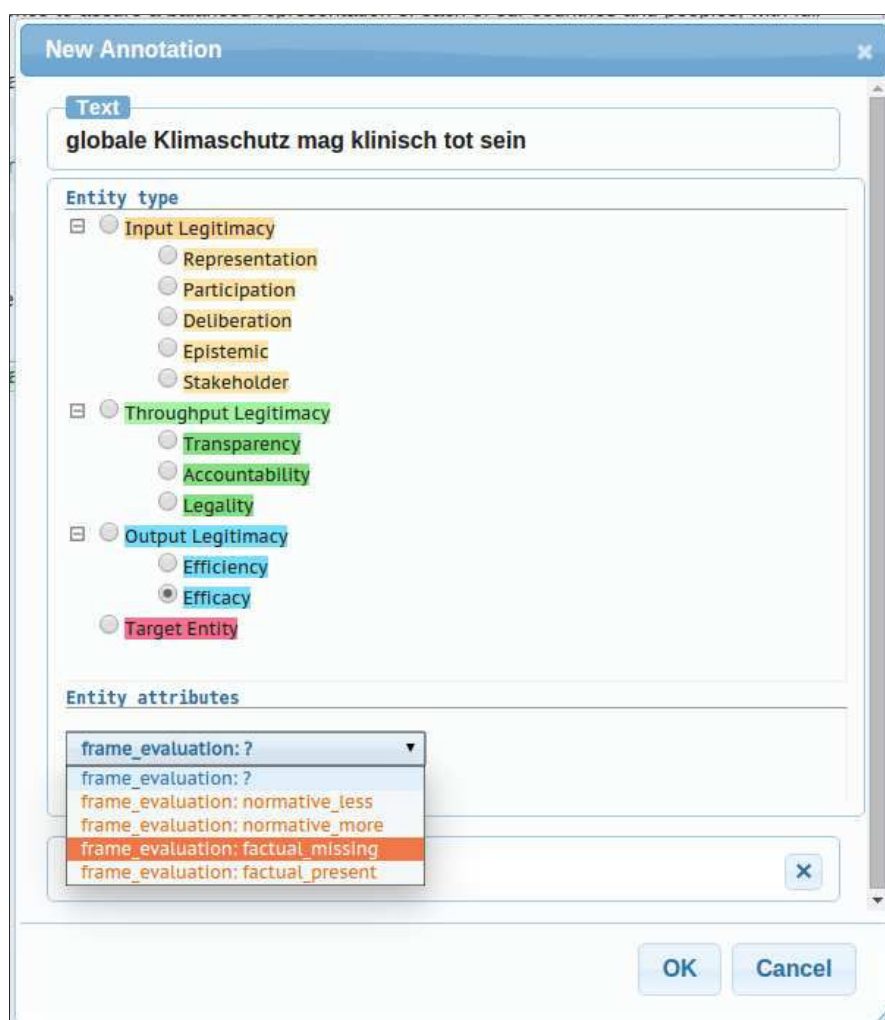 New Annotation
Text
globale Klimaschutz mag klinisch tot sein
Entity type
Input Legitimacy
Representation
Participation
Deliberation
Epistemic
Stakeholder
Throughput Legitimacy
Transparency
Accountability
Legality
Output Legitimacy
Efficiency
Efficacy
Target Entity
Entity attributes
frame_evaluation: ?
frame_evaluation: ?
frame_evaluation: normative_less
frame_evaluation: normative_more
frame_evaluation: factual_missing
frame_evaluation: factual_present
OK Cancel